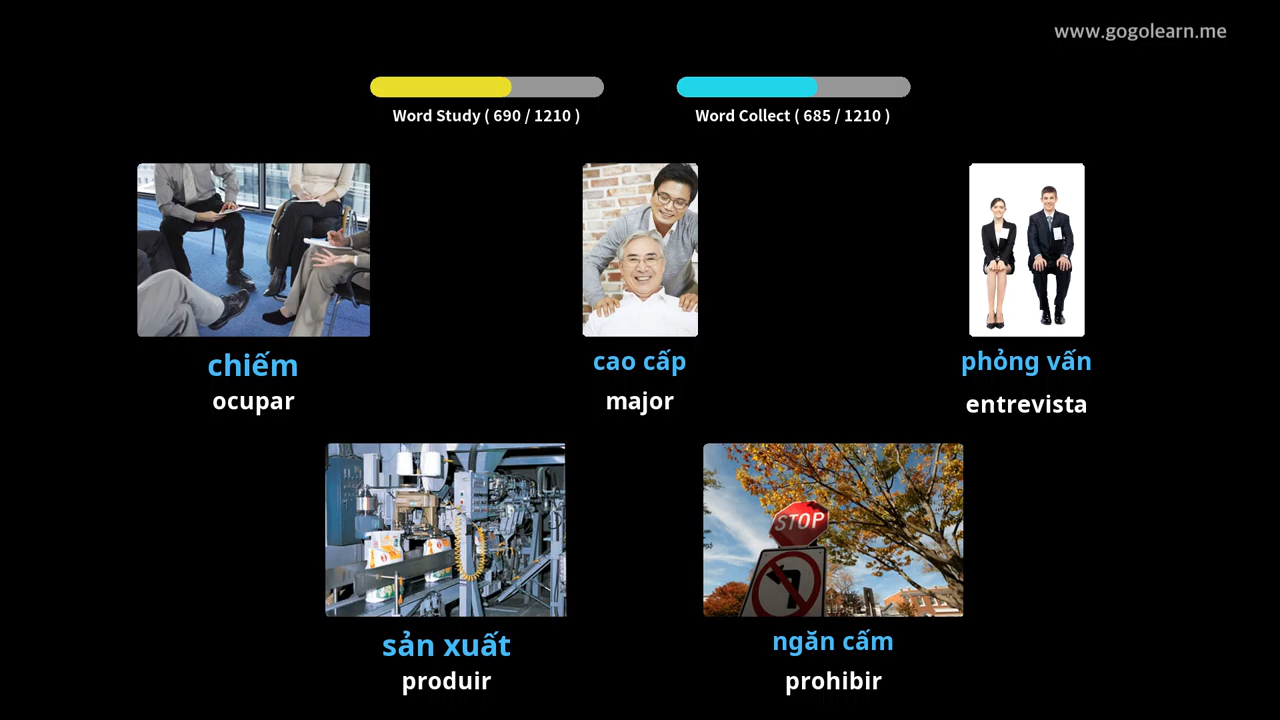 www.gogolearn.me
Word Study ( 690 / 1210 )
Word Collect ( 685 / 1210 )
chiếm
ocupar
cao cấp
major
phỏng vấn
entrevista
STOP
sản xuất
produir
ngăn cấm
prohibir